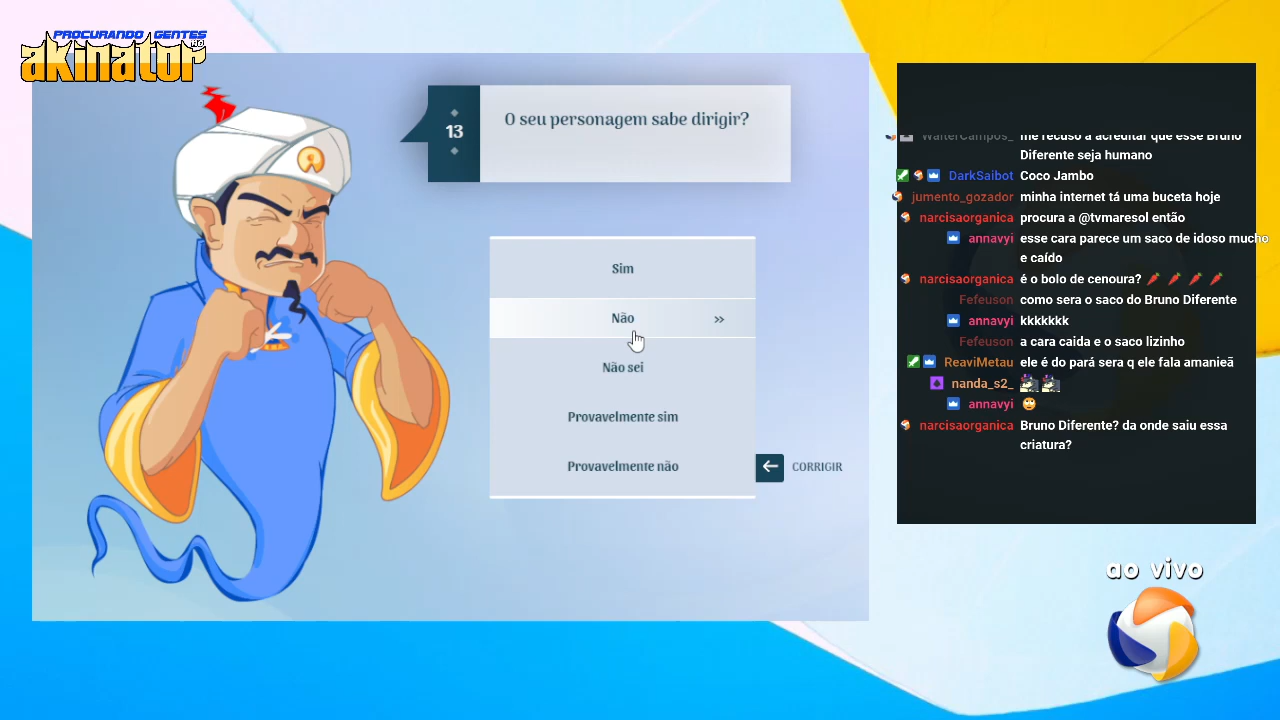 PROCURANDO GENTES NO
akinator
13
O seu personagem sabe dirigir?
Sim
Não
Não sei
Provavelmente sim
Provavelmente não
CORRIGIR
WalterCampos_ me recuso a acreditar que esse Bruno
Diferente seja humano
DarkSaibot Coco Jambo
jumento_gozador minha internet tá uma buceta hoje
narcisaorganica procura a @tvmaresol então
annavyi esse cara parece um saco de idoso mucho
e caído
narcisaorganica é o bolo de cenoura? 🥕 🥕 🥕 🥕
Fefeuson como sera o saco do Bruno Diferente
annavyi kkkkkkk
Fefeuson a cara caida e o saco lizinho
ReaviMetau ele é do pará sera q ele fala amanieã
nanda_s2_
annavyi 🙄
narcisaorganica Bruno Diferente? da onde saiu essa
criatura?
ao vivo